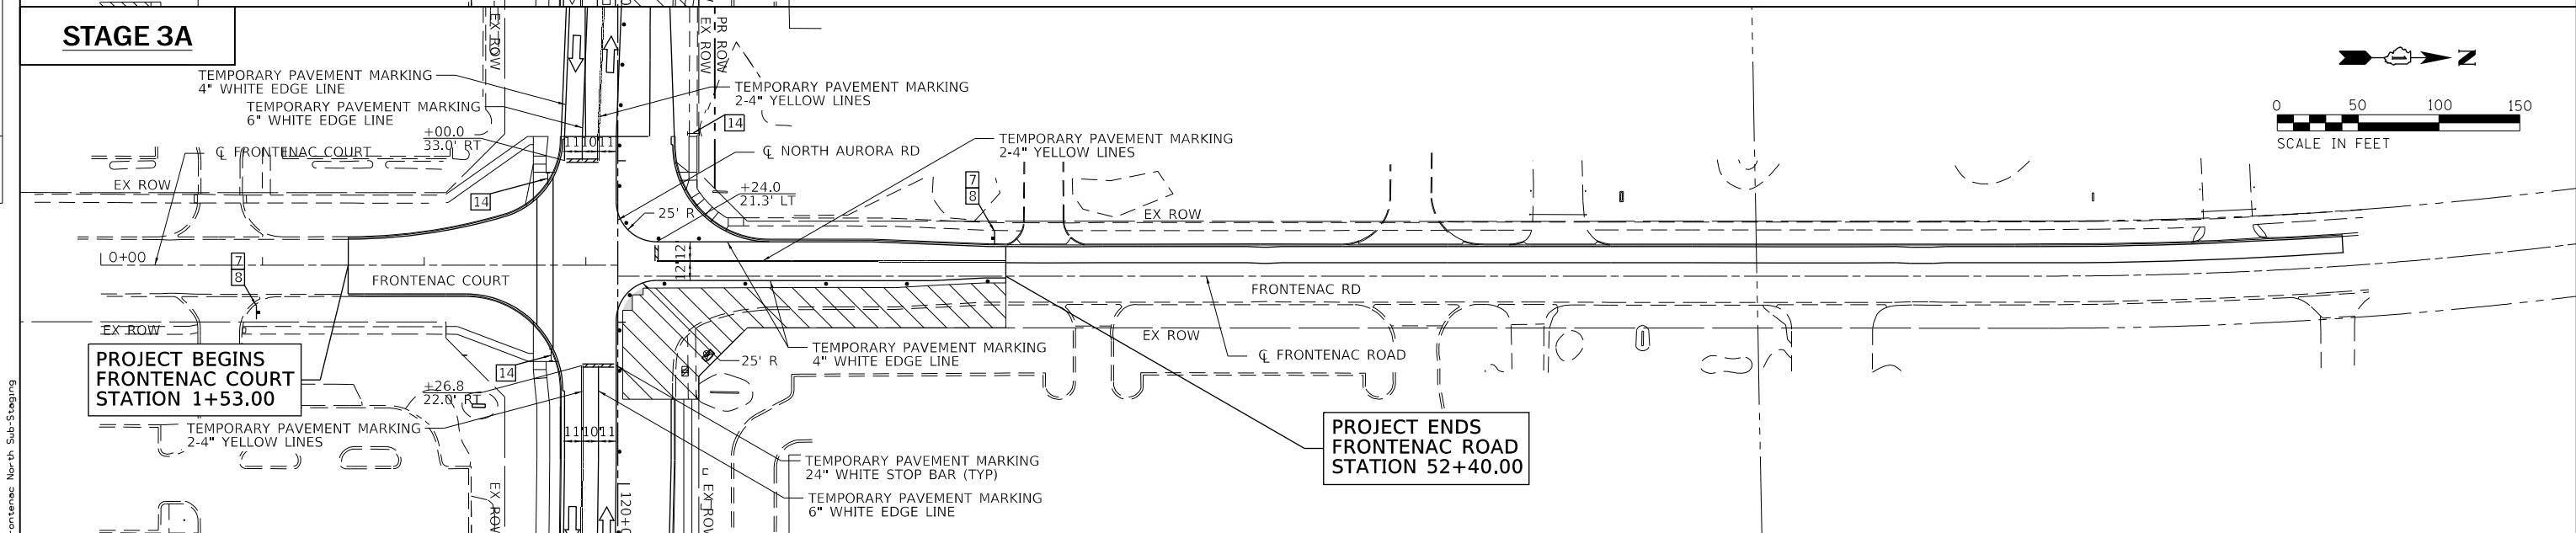 STAGE 3A
EX ROW
EX ROW
PR ROW
N
TEMPORARY PAVEMENT MARKING
4" WHITE EDGE LINE
TEMPORARY PAVEMENT MARKING
6" WHITE EDGE LINE
TEMPORARY PAVEMENT MARKING
2-4" YELLOW LINES
14
0 50 100 150
SCALE IN FEET
+00.0
33.0' RT
11' 10' 11'
TEMPORARY PAVEMENT MARKING
2-4" YELLOW LINES
℄ FRONTENAC COURT
℄ NORTH AURORA RD
EX ROW
14
+24.0
21.3' LT
25' R
7
8
EX ROW
0+00
7
8
FRONTENAC COURT
12' 12'
FRONTENAC RD
EX ROW
EX ROW
PROJECT BEGINS
FRONTENAC COURT
STATION 1+53.00
14
25' R
TEMPORARY PAVEMENT MARKING
4" WHITE EDGE LINE
℄ FRONTENAC ROAD
+26.8
22.0' RT
TEMPORARY PAVEMENT MARKING
2-4" YELLOW LINES
11' 10' 11'
PROJECT ENDS
FRONTENAC ROAD
STATION 52+40.00
TEMPORARY PAVEMENT MARKING
24" WHITE STOP BAR (TYP)
TEMPORARY PAVEMENT MARKING
6" WHITE EDGE LINE
EX ROW
EX ROW
North Sub-Staging